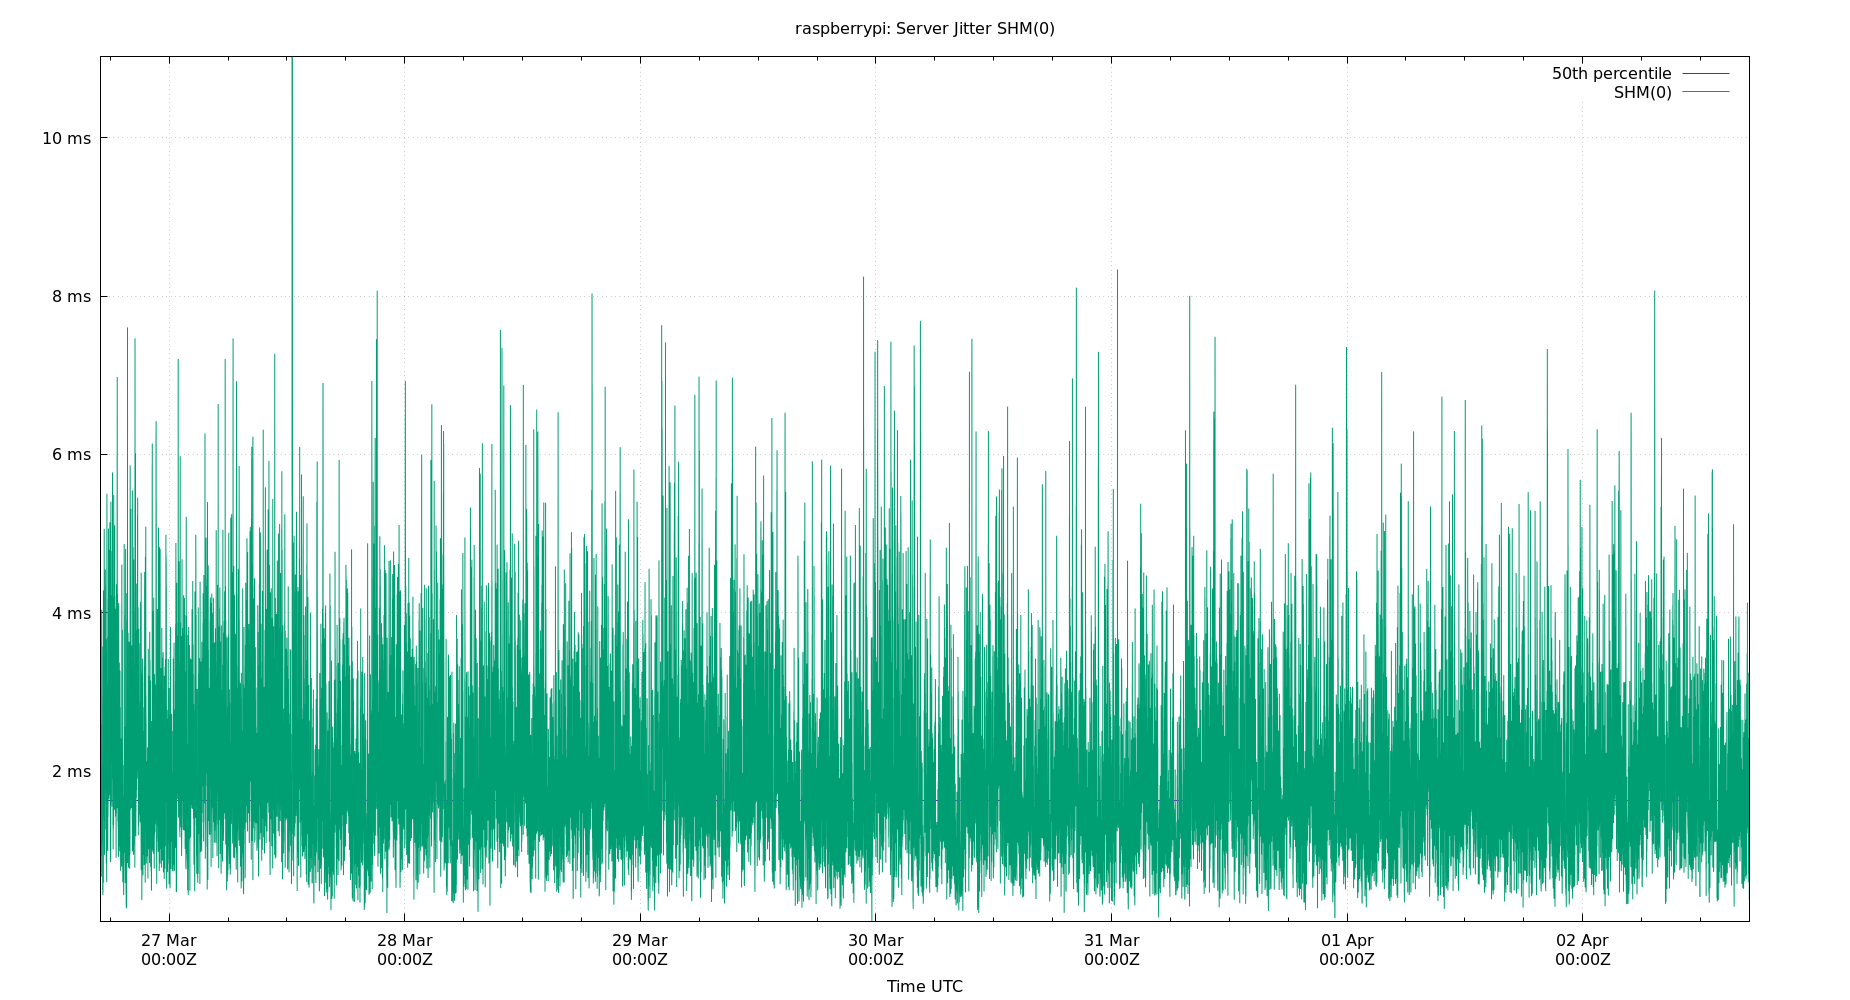 raspberrypi: Server Jitter SHM(0)
50th percentile
SHM(0)
10 ms
8 ms
6 ms
4 ms
2 ms
27 Mar 28 Mar 29 Mar 30 Mar 31 Mar 01 Apr 02 Apr
00:00Z 00:00Z 00:00Z 00:00Z 00:00Z 00:00Z 00:00Z
Time UTC